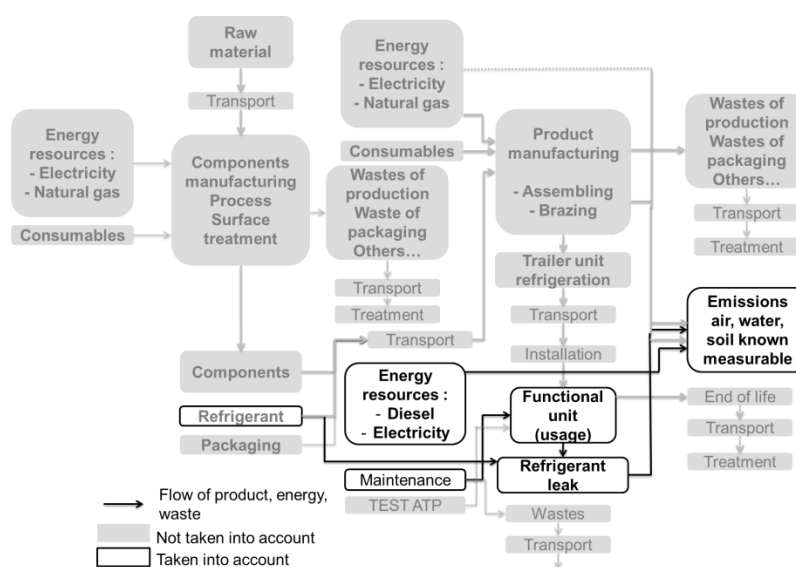 Raw
material
Transport
Energy
resources :
- Electricity
- Natural gas
Consumables
Components
manufacturing
Process
Surface
treatment
Wastes of
production
Waste of
packaging
Others…
Transport
Treatment
Energy
resources :
- Electricity
- Natural gas
Consumables
Product
manufacturing
- Assembling
- Brazing
Wastes of
production
Wastes of
packaging
Others…
Transport
Treatment
Trailer unit
refrigeration
Transport
Installation
Transport
Components
Refrigerant
Packaging
Energy
resources :
- Diesel
- Electricity
Functional
unit
(usage)
Emissions
air, water,
soil known
measurable
End of life
Transport
Treatment
Maintenance
TEST ATP
Refrigerant
leak
Wastes
Transport
Flow of product, energy,
waste
Not taken into account
Taken into account